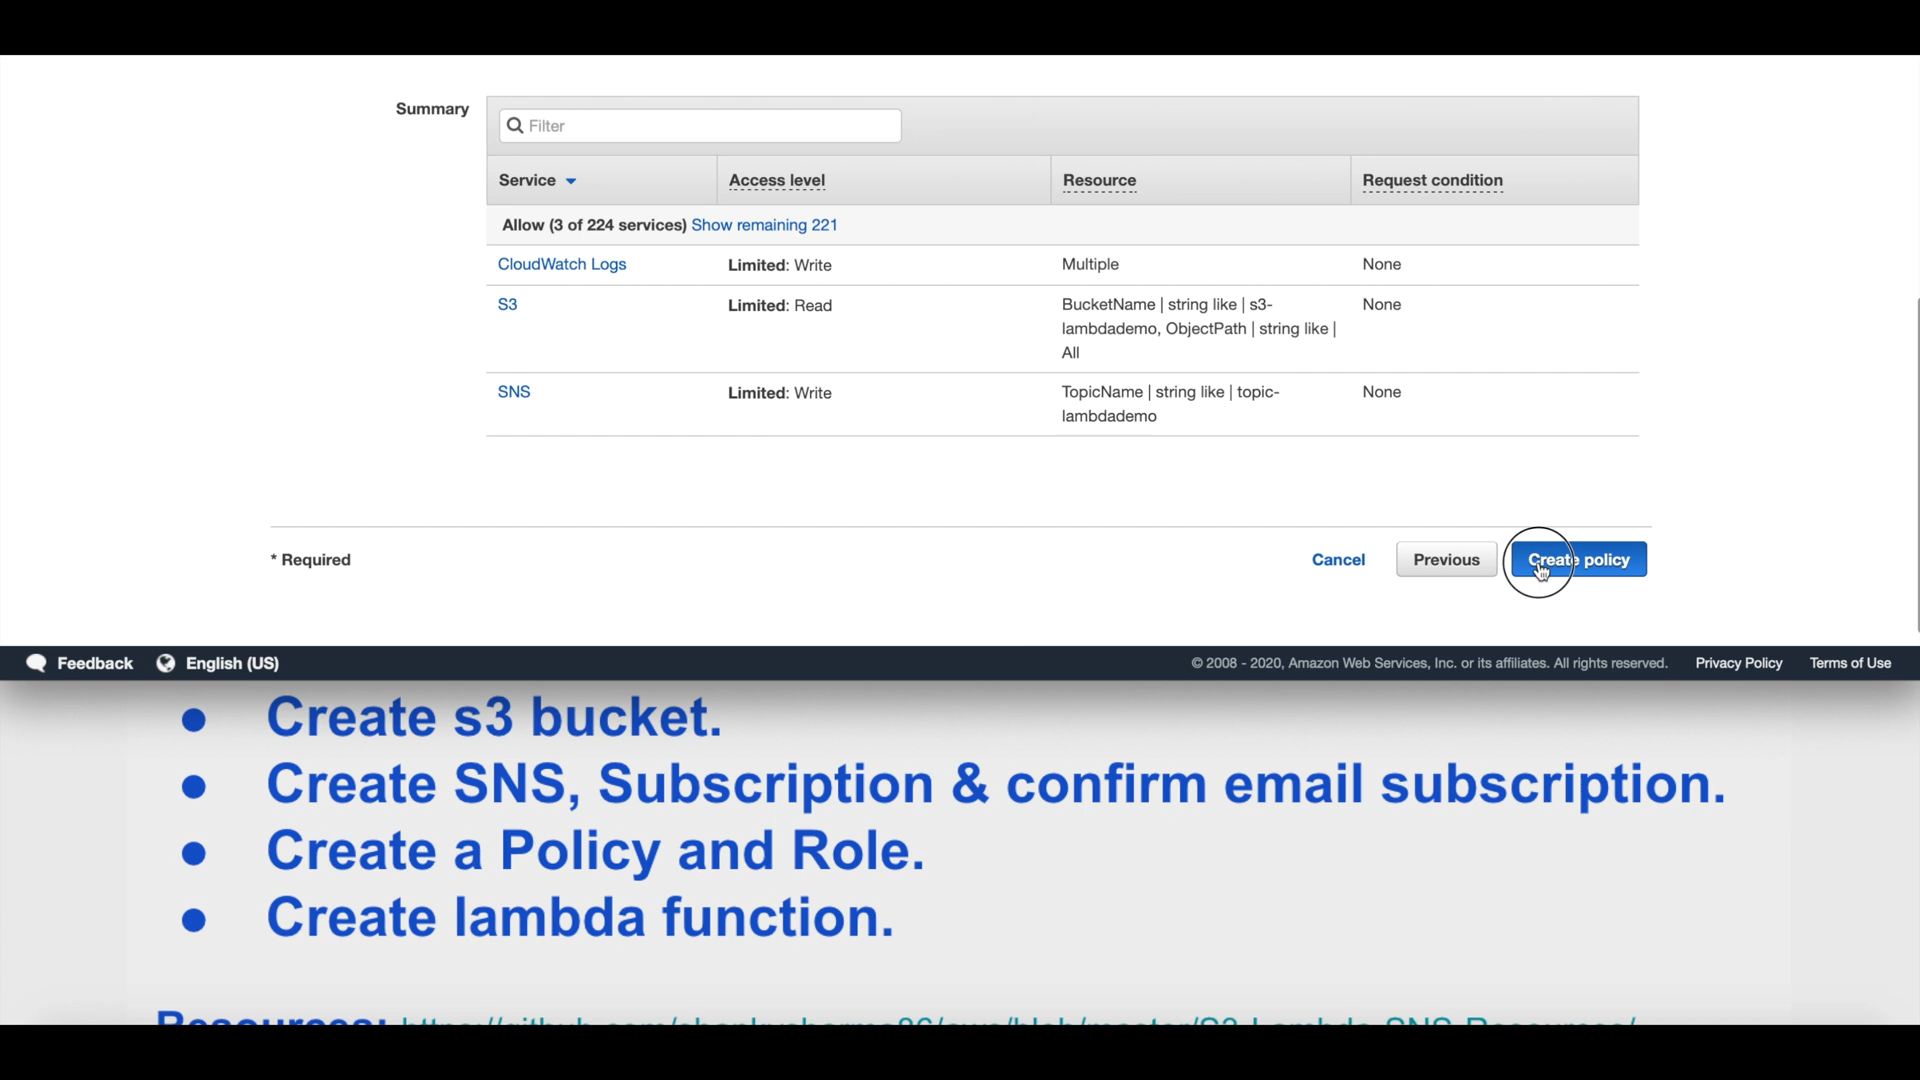 Summary
Filter
Service Access level Resource Request condition
Allow (3 of 224 services) Show remaining 221
CloudWatch Logs Limited: Write Multiple None
S3 Limited: Read BucketName | string like | s3- None
lambdademo, ObjectPath | string like |
All
SNS Limited: Write TopicName | string like | topic- None
lambdademo
* Required Cancel Previous Create policy
Feedback English (US) © 2008 - 2020, Amazon Web Services, Inc. or its affiliates. All rights reserved. Privacy Policy Terms of Use
● Create s3 bucket.
● Create SNS, Subscription & confirm email subscription.
● Create a Policy and Role.
● Create lambda function.
Resources: